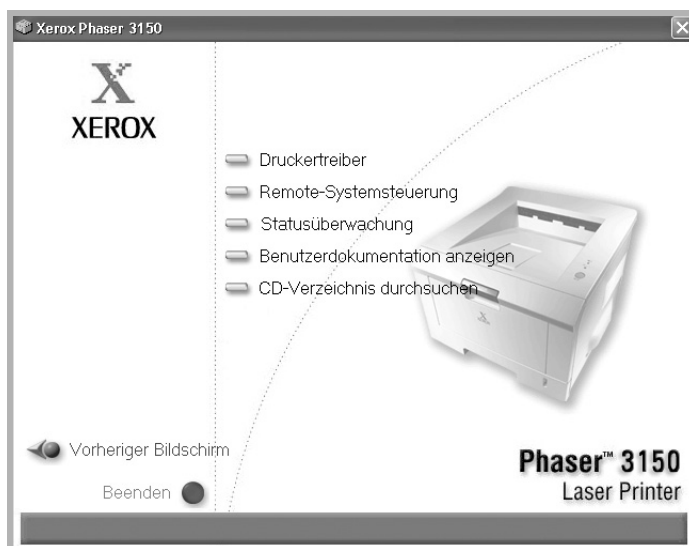 Xerox Phaser 3150
X
XEROX
Druckertreiber
Remote-Systemsteuerung
Statusüberwachung
Benutzerdokumentation anzeigen
CD-Verzeichnis durchsuchen
Vorheriger Bildschirm
Beenden
Phaser™ 3150
Laser Printer